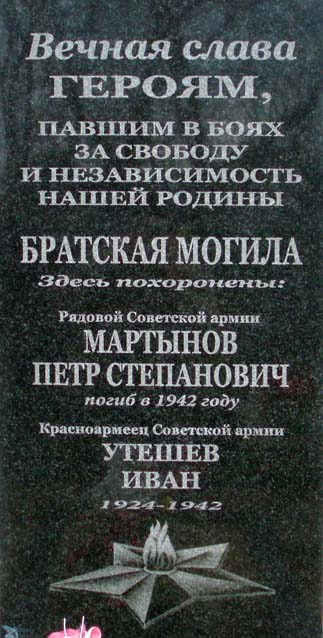 Вечная слава
ГЕРОЯМ,
ПАВШИМ В БОЯХ
ЗА СВОБОДУ
И НЕЗАВИСИМОСТЬ
НАШЕЙ РОДИНЫ
БРАТСКАЯ МОГИЛА
Здесь похоронены:
Рядовой Советской армии
МАРТЫНОВ
ПЕТР СТЕПАНОВИЧ
погиб в 1942 году
Красноармеец Советской армии
УТЕШЕВ
ИВАН
1924-1942